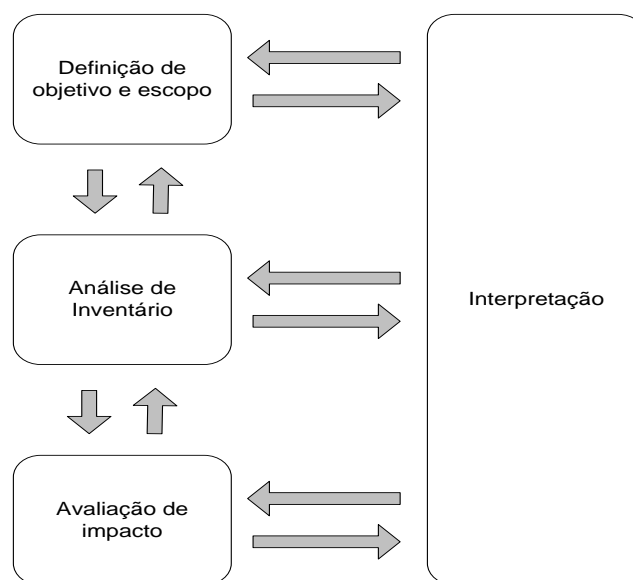 Definição de
objetivo e escopo
Análise de
Inventário
Interpretação
Avaliação de
impacto